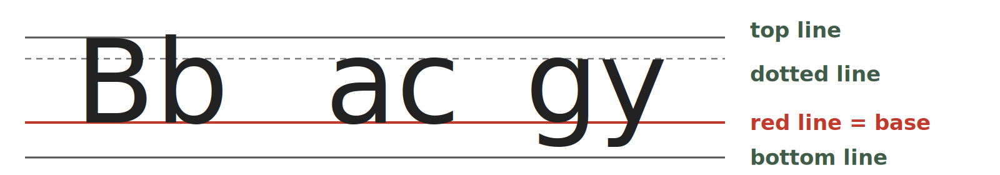 top line
Bb ac gy
dotted line
red line = base
bottom line